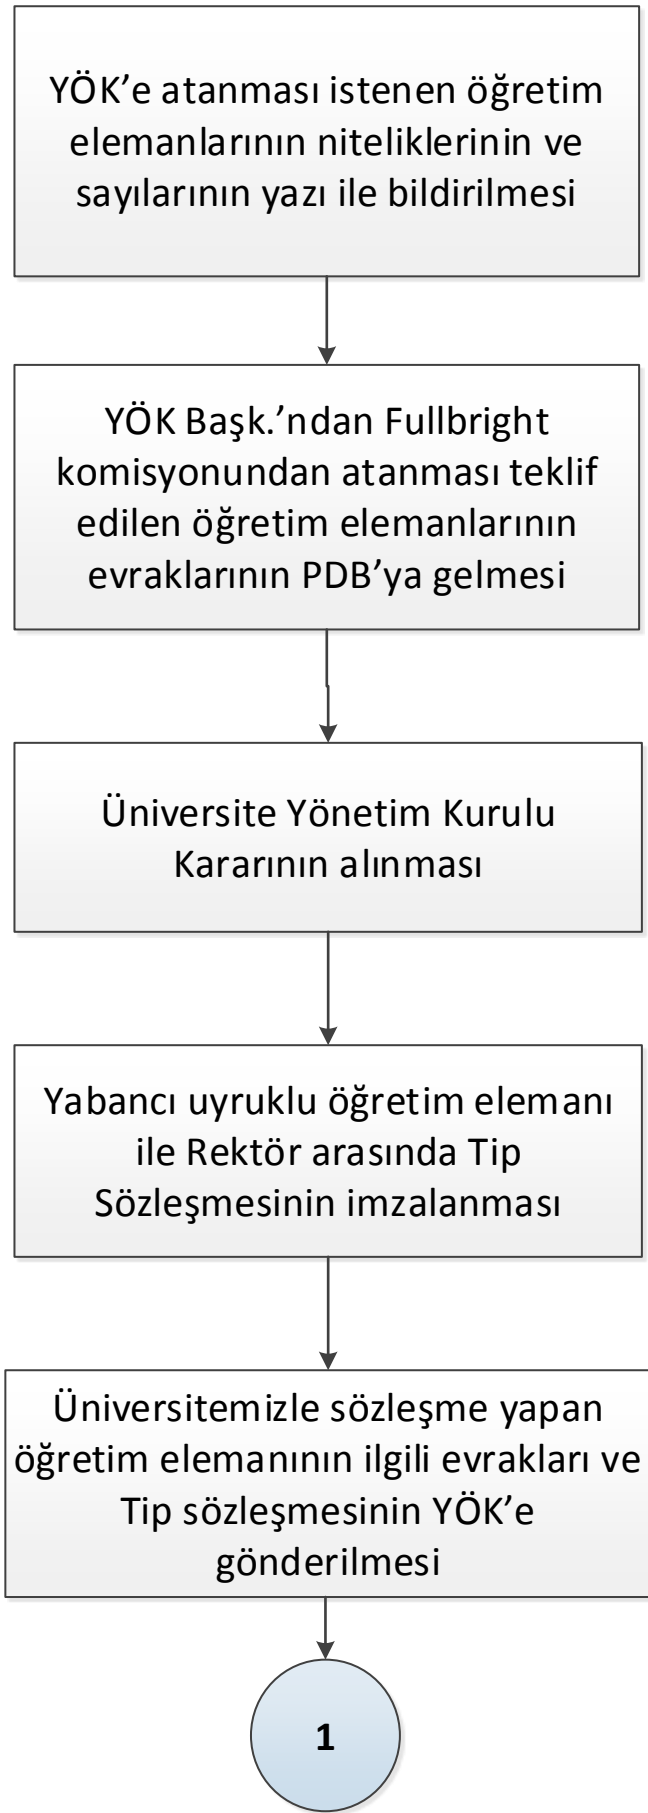 YÖK’e atanması istenen öğretim
elemanlarının niteliklerinin ve
sayılarının yazı ile bildirilmesi
YÖK Başk.’ndan Fullbright
komisyonundan atanması teklif
edilen öğretim elemanlarının
evraklarının PDB’ya gelmesi
Üniversite Yönetim Kurulu
Kararının alınması
Yabancı uyruklu öğretim elemanı
ile Rektör arasında Tip
Sözleşmesinin imzalanması
Üniversitemizle sözleşme yapan
öğretim elemanının ilgili evrakları ve
Tip sözleşmesinin YÖK’e
gönderilmesi
1